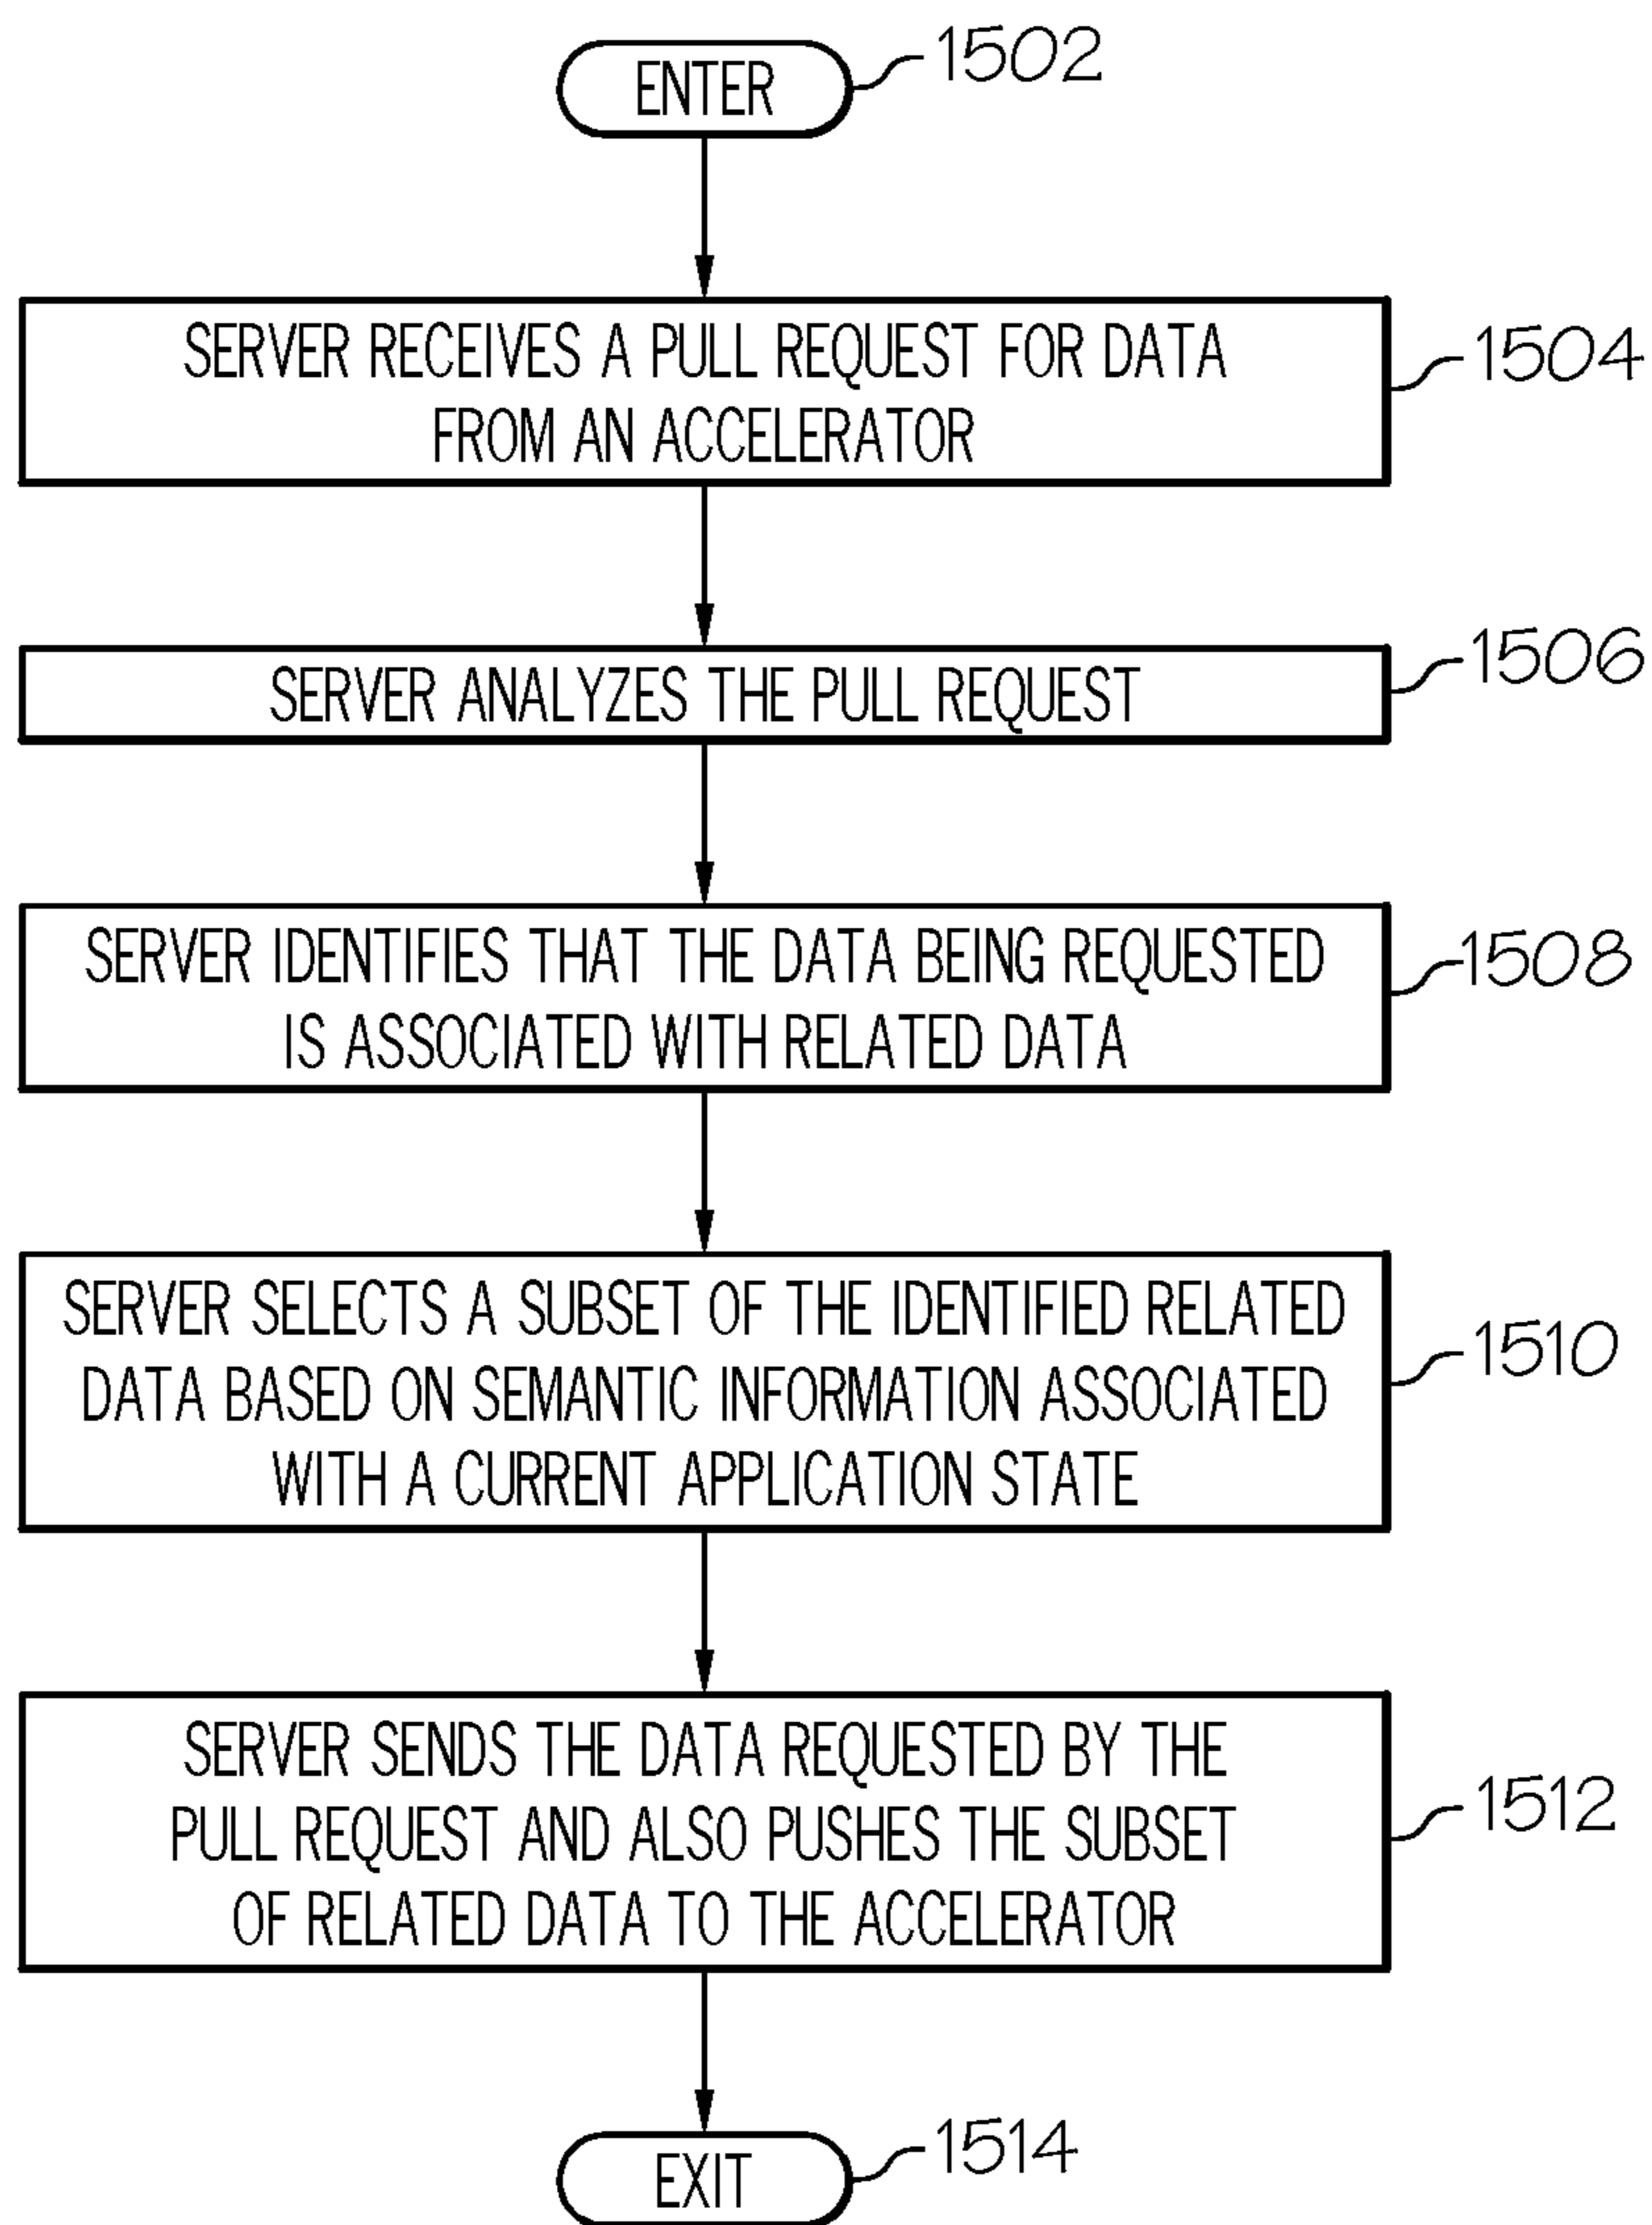 ENTER
1502
SERVER RECEIVES A PULL REQUEST FOR DATA
FROM AN ACCELERATOR
1504
SERVER ANALYZES THE PULL REQUEST
1506
SERVER IDENTIFIES THAT THE DATA BEING REQUESTED
IS ASSOCIATED WITH RELATED DATA
1508
SERVER SELECTS A SUBSET OF THE IDENTIFIED RELATED
DATA BASED ON SEMANTIC INFORMATION ASSOCIATED
WITH A CURRENT APPLICATION STATE
1510
SERVER SENDS THE DATA REQUESTED BY THE
PULL REQUEST AND ALSO PUSHES THE SUBSET
OF RELATED DATA TO THE ACCELERATOR
1512
EXIT
1514